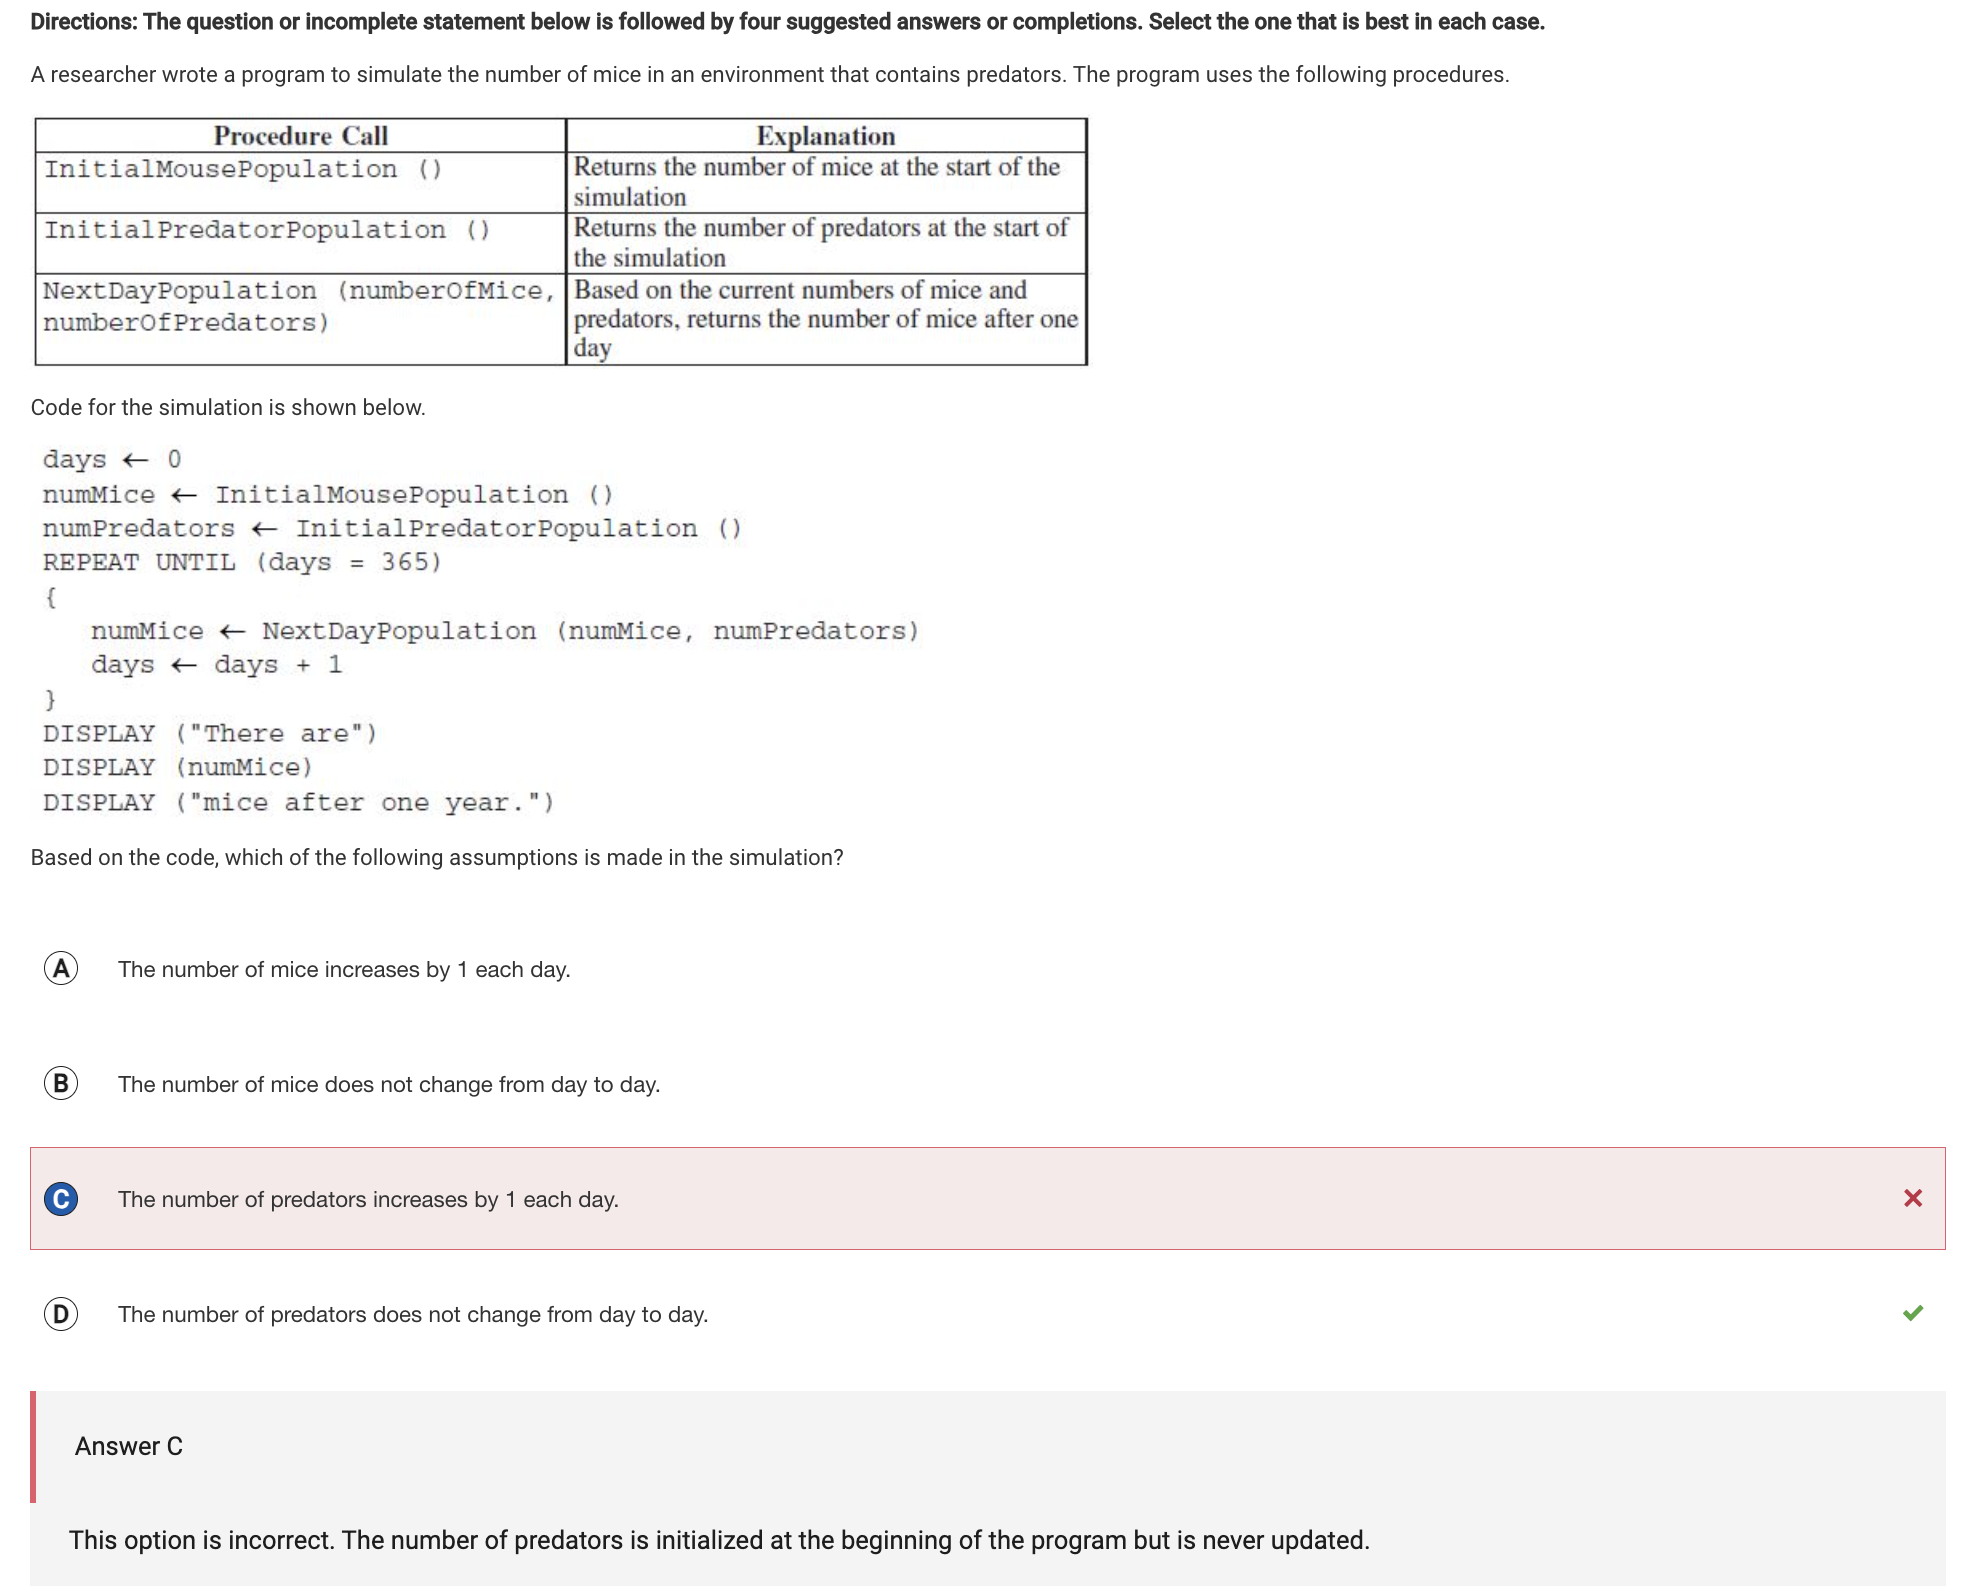 Directions: The question or incomplete statement below is followed by four suggested answers or completions. Select the one that is best in each case.
A researcher wrote a program to simulate the number of mice in an environment that contains predators. The program uses the following procedures.
Procedure Call Explanation
InitialMousePopulation () Returns the number of mice at the start of the
simulation
InitialPredatorPopulation () Returns the number of predators at the start of
the simulation
NextDayPopulation (numberOfMice, Based on the current numbers of mice and
numberOfPredators) predators, returns the number of mice after one
day
Code for the simulation is shown below.
days ← 0
numMice ← InitialMousePopulation ()
numPredators ← InitialPredatorPopulation ()
REPEAT UNTIL (days = 365)
{
numMice ← NextDayPopulation (numMice, numPredators)
days ← days + 1
}
DISPLAY ("There are")
DISPLAY (numMice)
DISPLAY ("mice after one year.")
Based on the code, which of the following assumptions is made in the simulation?
A The number of mice increases by 1 each day.
B The number of mice does not change from day to day.
C The number of predators increases by 1 each day.
D The number of predators does not change from day to day.
Answer C
This option is incorrect. The number of predators is initialized at the beginning of the program but is never updated.